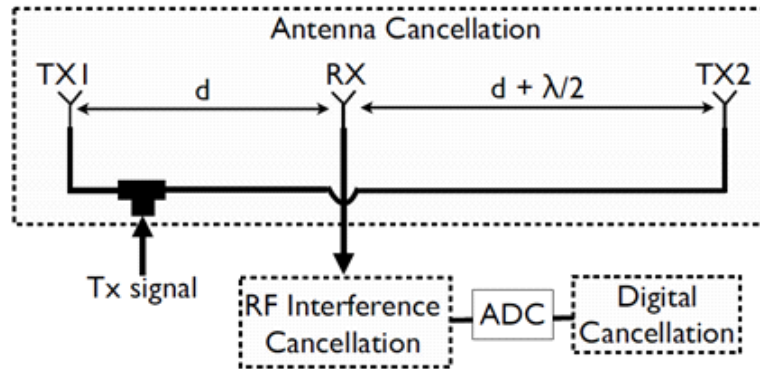 Antenna Cancellation
TX1 RX TX2
d d + λ/2
Tx signal
RF Interference
Cancellation
ADC
Digital
Cancellation